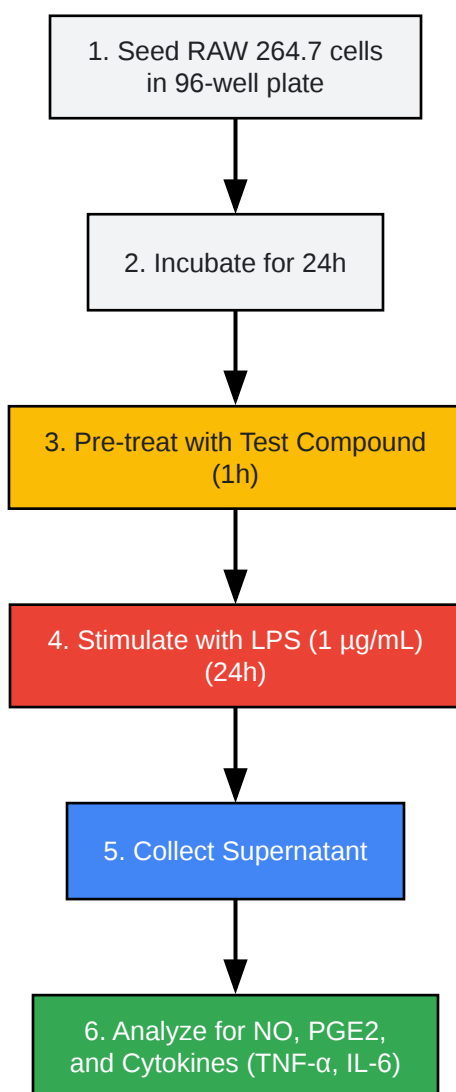 1. Seed RAW 264.7 cells
in 96-well plate
2. Incubate for 24h
3. Pre-treat with Test Compound
(1h)
4. Stimulate with LPS (1 µg/mL)
(24h)
5. Collect Supernatant
6. Analyze for NO, PGE2,
and Cytokines (TNF-α, IL-6)